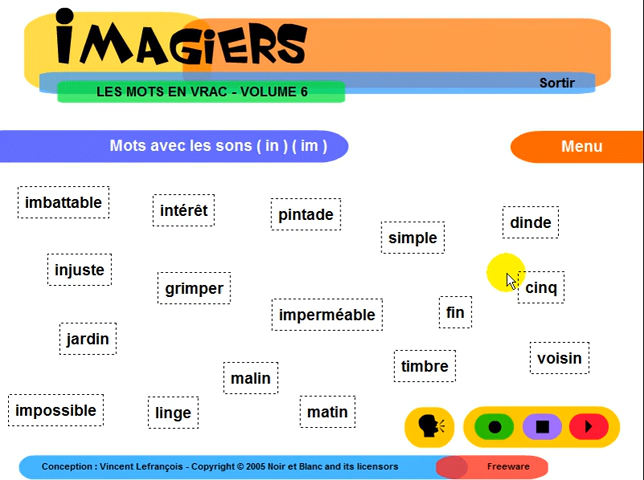 iMAGiERS
LES MOTS EN VRAC - VOLUME 6
Sortir
Mots avec les sons ( in ) ( im )
Menu
imbattable
intérêt
pintade
simple
dinde
injuste
grimper
imperméable
fin
cinq
jardin
malin
timbre
voisin
impossible
linge
matin
Conception : Vincent Lefrançois - Copyright © 2005 Noir et Blanc and its licensors
Freeware